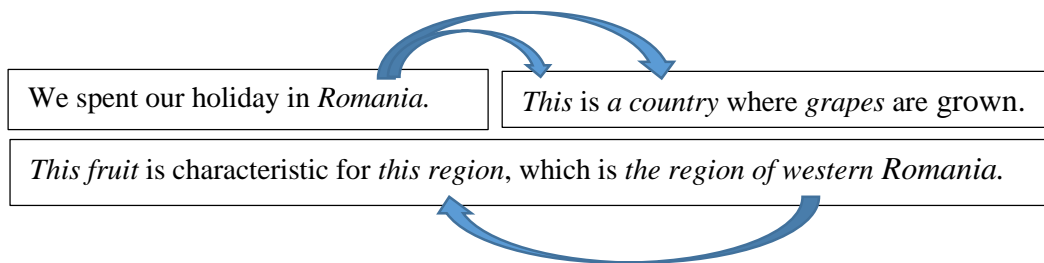 We spent our holiday in Romania.
This is a country where grapes are grown.
This fruit is characteristic for this region, which is the region of western Romania.